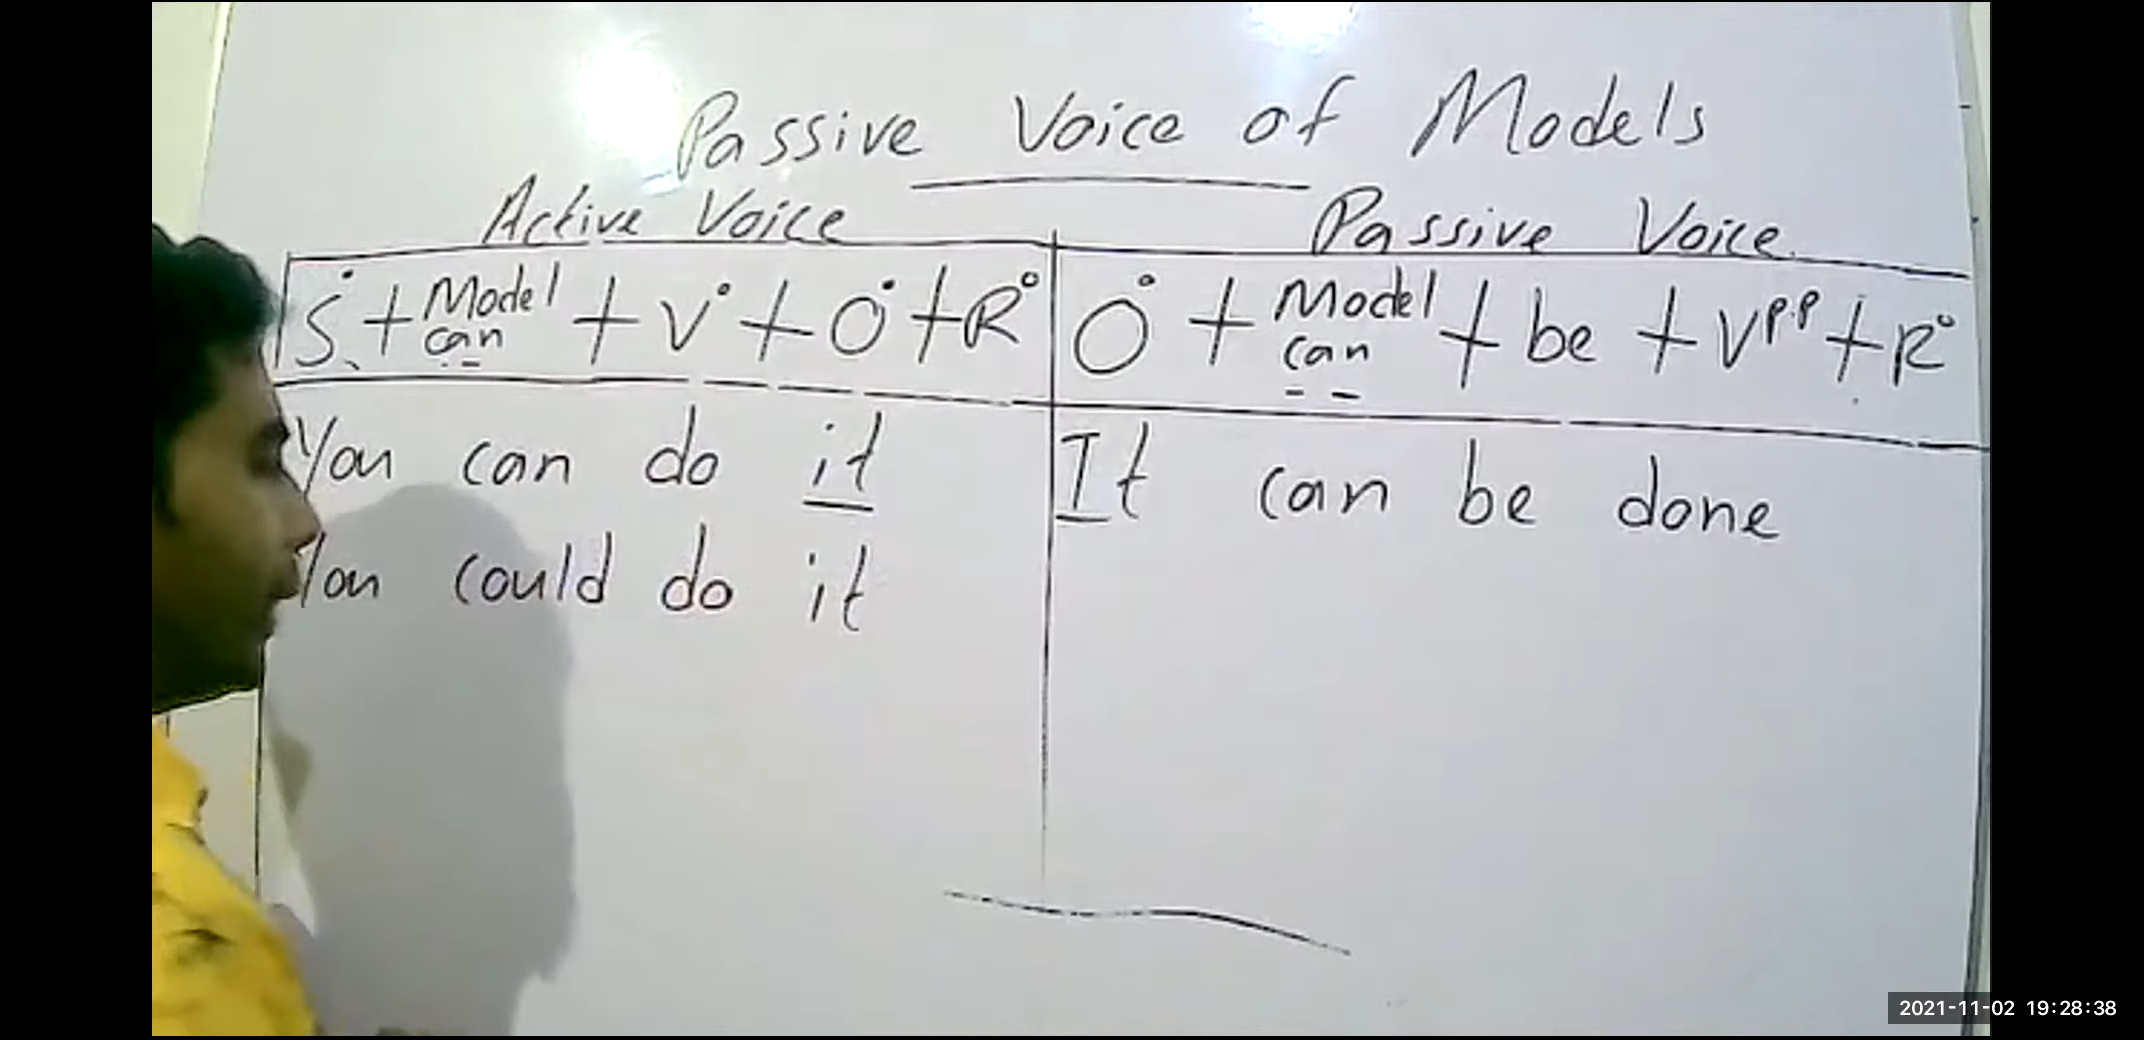 Passive Voice of Models
Active Voice
Passive Voice.
S + Model + V + O + R
can
O + Model + be + VPP + R
can
You can do it
It can be done
You could do it
2021-11-02 19:28:38